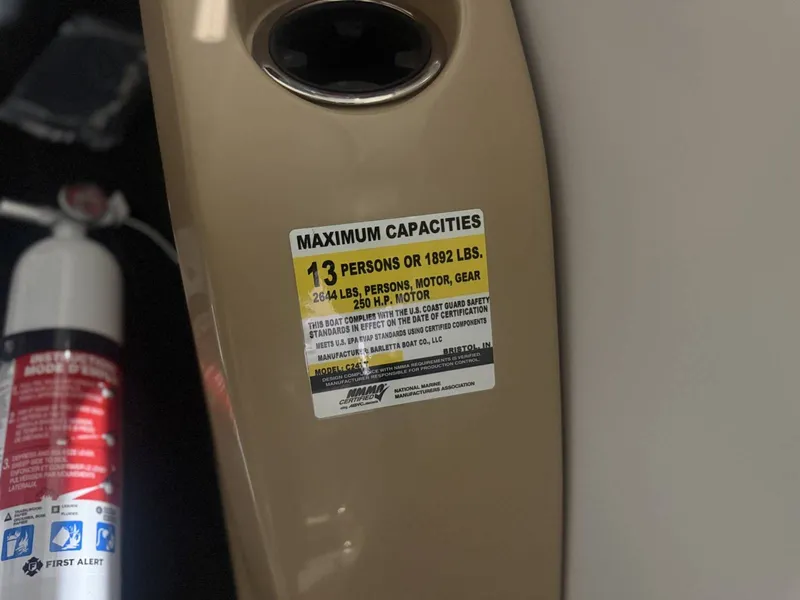 MAXIMUM CAPACITIES
13 PERSONS OR 1892 LBS.
2644 LBS, PERSONS, MOTOR, GEAR
250 H.P. MOTOR
THIS BOAT COMPLIES WITH THE U.S. COAST GUARD SAFETY
STANDARDS IN EFFECT ON THE DATE OF CERTIFICATION
MEETS U.S. EPA EVAP STANDARDS USING CERTIFIED COMPONENTS
MANUFACTURER: BARLETTA BOAT CO., LLC
BRISTOL, IN
MODEL:
DESIGN COMPLIANCE WITH NMMA REQUIREMENTS IS VERIFIED.
MANUFACTURER RESPONSIBLE FOR PRODUCTION CONTROL.
NMMA
CERTIFIED
NATIONAL MARINE
MANUFACTURERS ASSOCIATION
INSTRUCTIONS
MODE D'EMPLOI
FIRST ALERT